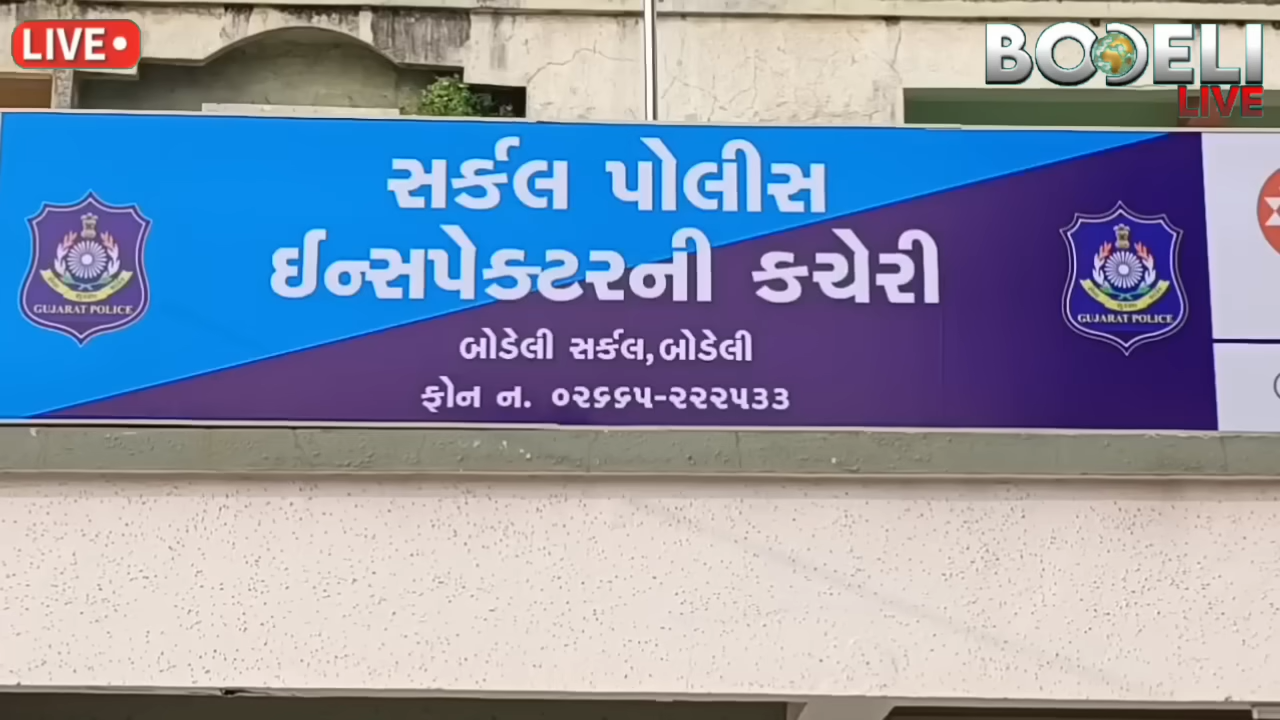 LIVE
BODELI
LIVE
સર્કલ પોલીસ
ઈન્સપેક્ટરની કચેરી
બોડેલી સર્કલ,બોડેલી
ફોન ન. ૦૨૬૬૫-૨૨૨૫૩૩
GUJARAT POLICE
GUJARAT POLICE